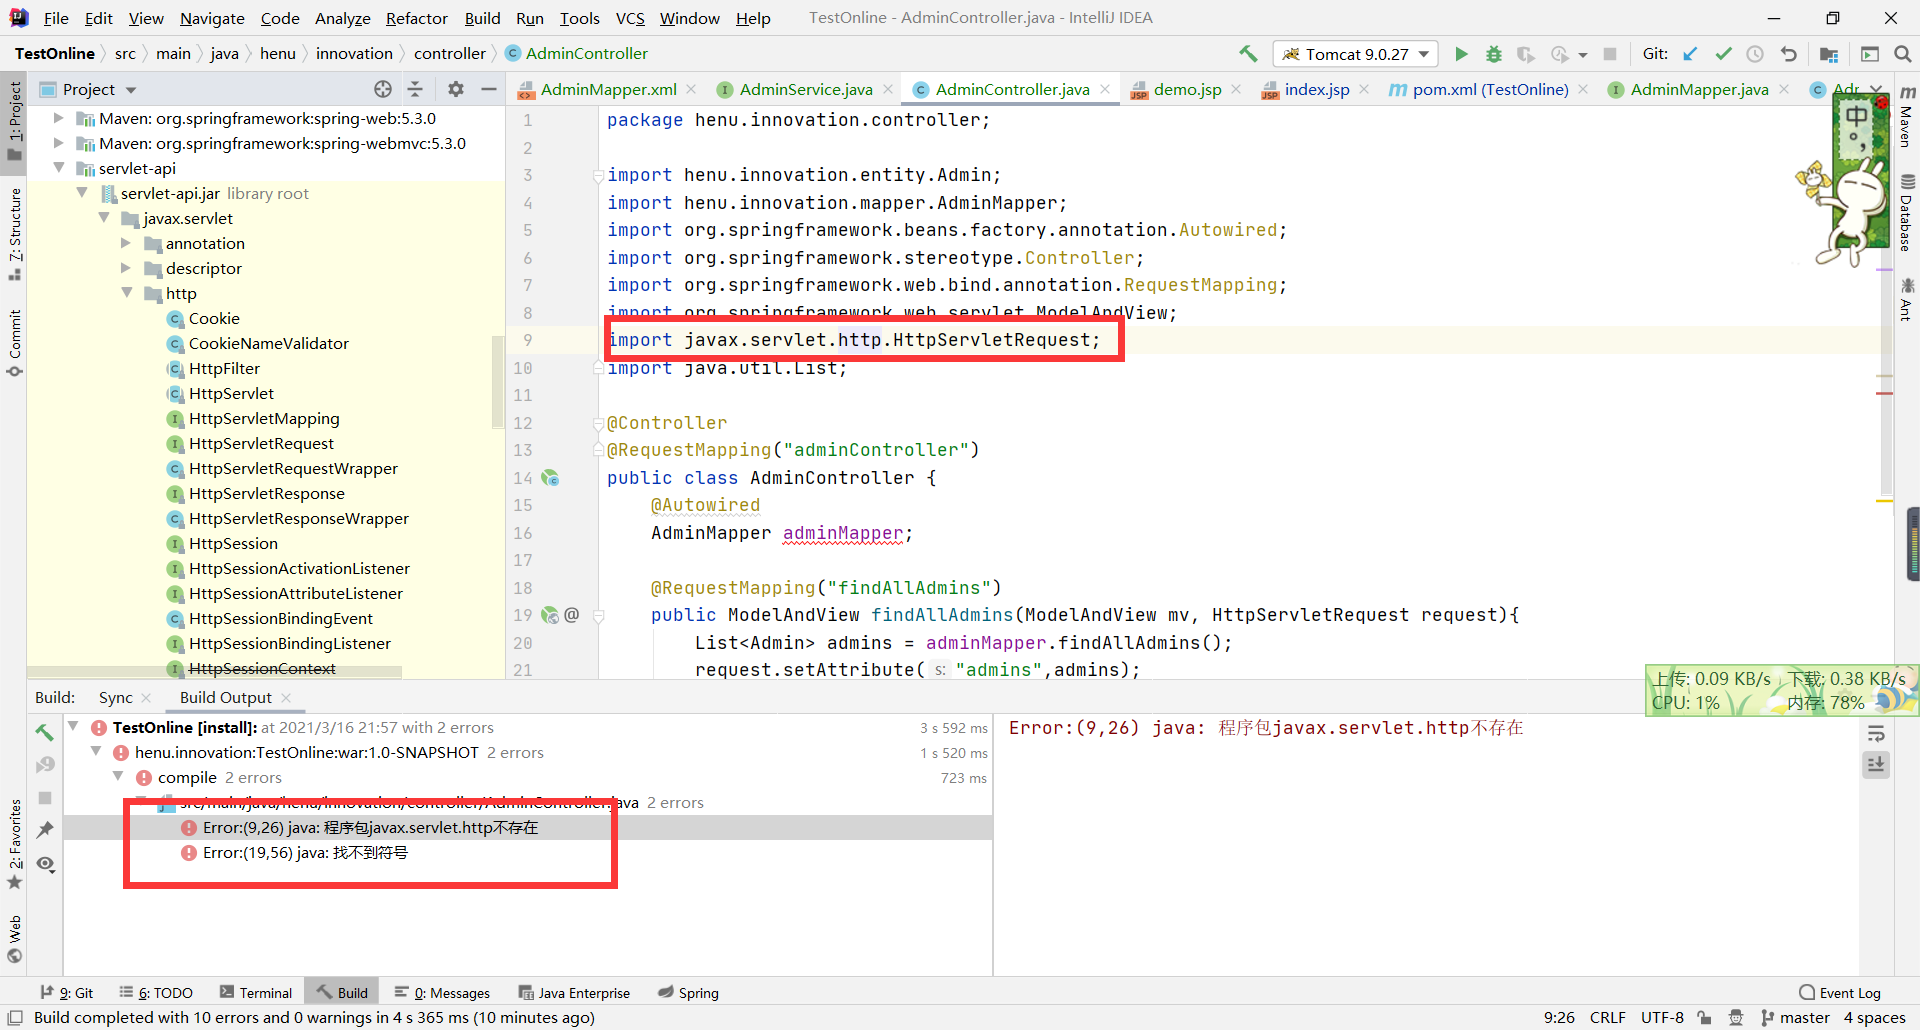 File Edit View Navigate Code Analyze Refactor Build Run Tools VCS Window Help TestOnline - AdminController.java - IntelliJ IDEA
TestOnline src main java henu innovation controller AdminController Tomcat 9.0.27 Git:
Project AdminMapper.xml AdminService.java AdminController.java demo.jsp index.jsp pom.xml (TestOnline) AdminMapper.java Adr
1: Project
7: Structure
Commit
2: Favorites
Web
Maven: org.springframework:spring-web:5.3.0
Maven: org.springframework:spring-webmvc:5.3.0
servlet-api
servlet-api.jar library root
javax.servlet
annotation
descriptor
http
Cookie
CookieNameValidator
HttpFilter
HttpServlet
HttpServletMapping
HttpServletRequest
HttpServletRequestWrapper
HttpServletResponse
HttpServletResponseWrapper
HttpSession
HttpSessionActivationListener
HttpSessionAttributeListener
HttpSessionBindingEvent
HttpSessionBindingListener
HttpSessionContext
1 package henu.innovation.controller;
2
3 import henu.innovation.entity.Admin;
4 import henu.innovation.mapper.AdminMapper;
5 import org.springframework.beans.factory.annotation.Autowired;
6 import org.springframework.stereotype.Controller;
7 import org.springframework.web.bind.annotation.RequestMapping;
8 import org.springframework.web.servlet.ModelAndView;
9 import javax.servlet.http.HttpServletRequest;
10 import java.util.List;
11
12 @Controller
13 @RequestMapping("adminController")
14 public class AdminController {
15 @Autowired
16 AdminMapper adminMapper;
17
18 @RequestMapping("findAllAdmins")
19 @ public ModelAndView findAllAdmins(ModelAndView mv, HttpServletRequest request){
20 List<Admin> admins = adminMapper.findAllAdmins();
21 request.setAttribute( s: "admins",admins);
中
Maven
Database
Ant
上传: 0.09 KB/s 下载: 0.38 KB/s
CPU: 1% 内存: 78%
Build: Sync Build Output
TestOnline [install]: at 2021/3/16 21:57 with 2 errors 3 s 592 ms
henu.innovation:TestOnline:war:1.0-SNAPSHOT 2 errors 1 s 520 ms
compile 2 errors 723 ms
src/main/java/henu/innovation/controller/AdminController.java 2 errors
Error:(9,26) java: 程序包javax.servlet.http不存在
Error:(19,56) java: 找不到符号
Error:(9,26) java: 程序包javax.servlet.http不存在
9: Git 6: TODO Terminal Build 0: Messages Java Enterprise Spring Event Log
Build completed with 10 errors and 0 warnings in 4 s 365 ms (10 minutes ago) 9:26 CRLF UTF-8 master 4 spaces